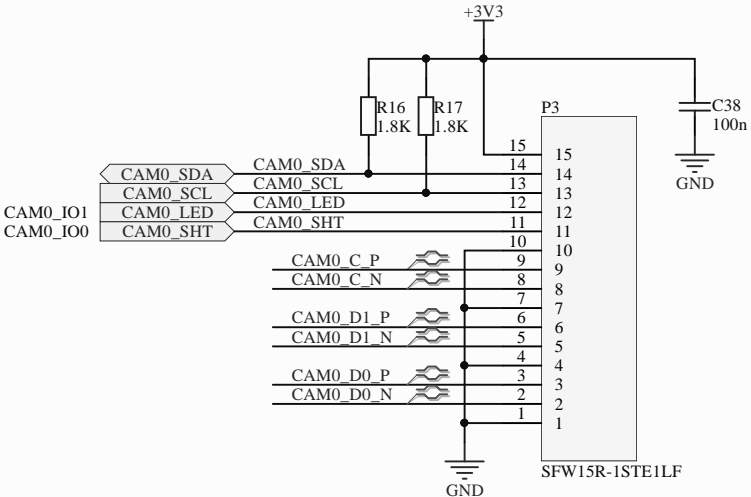 +3V3
R16
1.8K
R17
1.8K
C38
100n
GND
P3
CAM0_SDA CAM0_SDA 14 14
15 15
CAM0_SCL CAM0_SCL 13 13
CAM0_IO1 CAM0_LED CAM0_LED 12 12
CAM0_IO0 CAM0_SHT CAM0_SHT 11 11
10 10
CAM0_C_P 9 9
CAM0_C_N 8 8
7 7
CAM0_D1_P 6 6
CAM0_D1_N 5 5
4 4
CAM0_D0_P 3 3
CAM0_D0_N 2 2
1 1
SFW15R-1STE1LF
GND